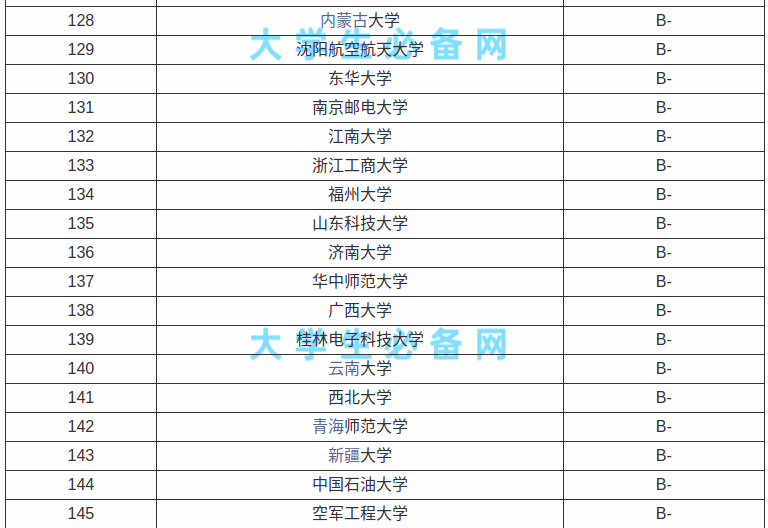 128 内蒙古大学 B-
129 沈阳航空航天大学 B-
130 东华大学 B-
131 南京邮电大学 B-
132 江南大学 B-
133 浙江工商大学 B-
134 福州大学 B-
135 山东科技大学 B-
136 济南大学 B-
137 华中师范大学 B-
138 广西大学 B-
139 桂林电子科技大学 B-
140 云南大学 B-
141 西北大学 B-
142 青海师范大学 B-
143 新疆大学 B-
144 中国石油大学 B-
145 空军工程大学 B-
大学生必备网
大学生必备网